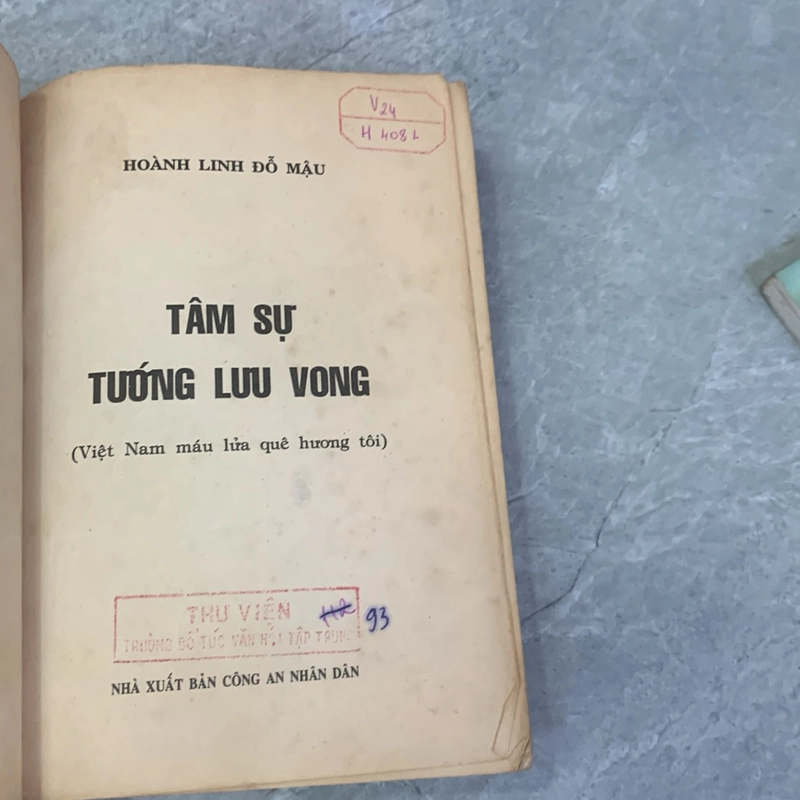 V24
H 408 L
HOÀNH LINH ĐỖ MẬU
TÂM SỰ
TƯỚNG LƯU VONG
(Việt Nam máu lửa quê hương tôi)
THƯ VIỆN
TRƯỜNG BỔ TÚC VĂN HÓA TẬP TRUNG
93
NHÀ XUẤT BẢN CÔNG AN NHÂN DÂN